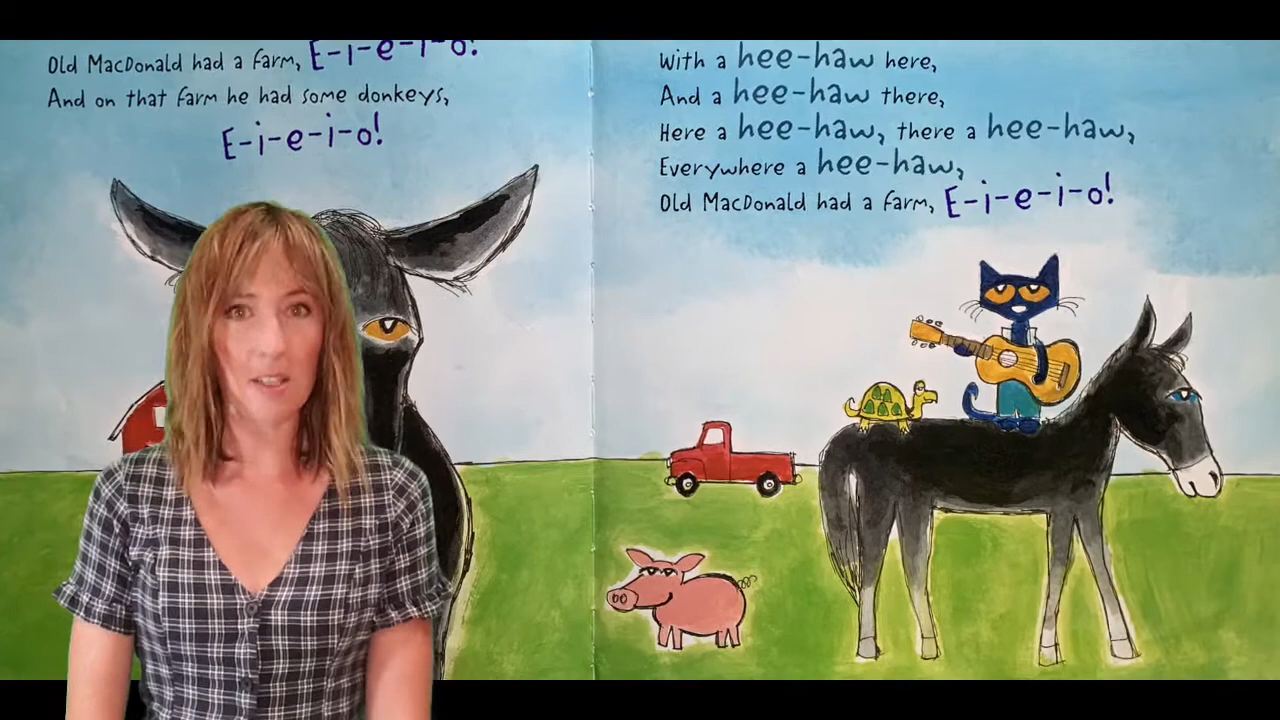 Old MacDonald had a farm, E-i-e-i-o!
And on that farm he had some donkeys,
E-i-e-i-o!
With a hee-haw here,
And a hee-haw there,
Here a hee-haw, there a hee-haw,
Everywhere a hee-haw,
Old MacDonald had a farm, E-i-e-i-o!